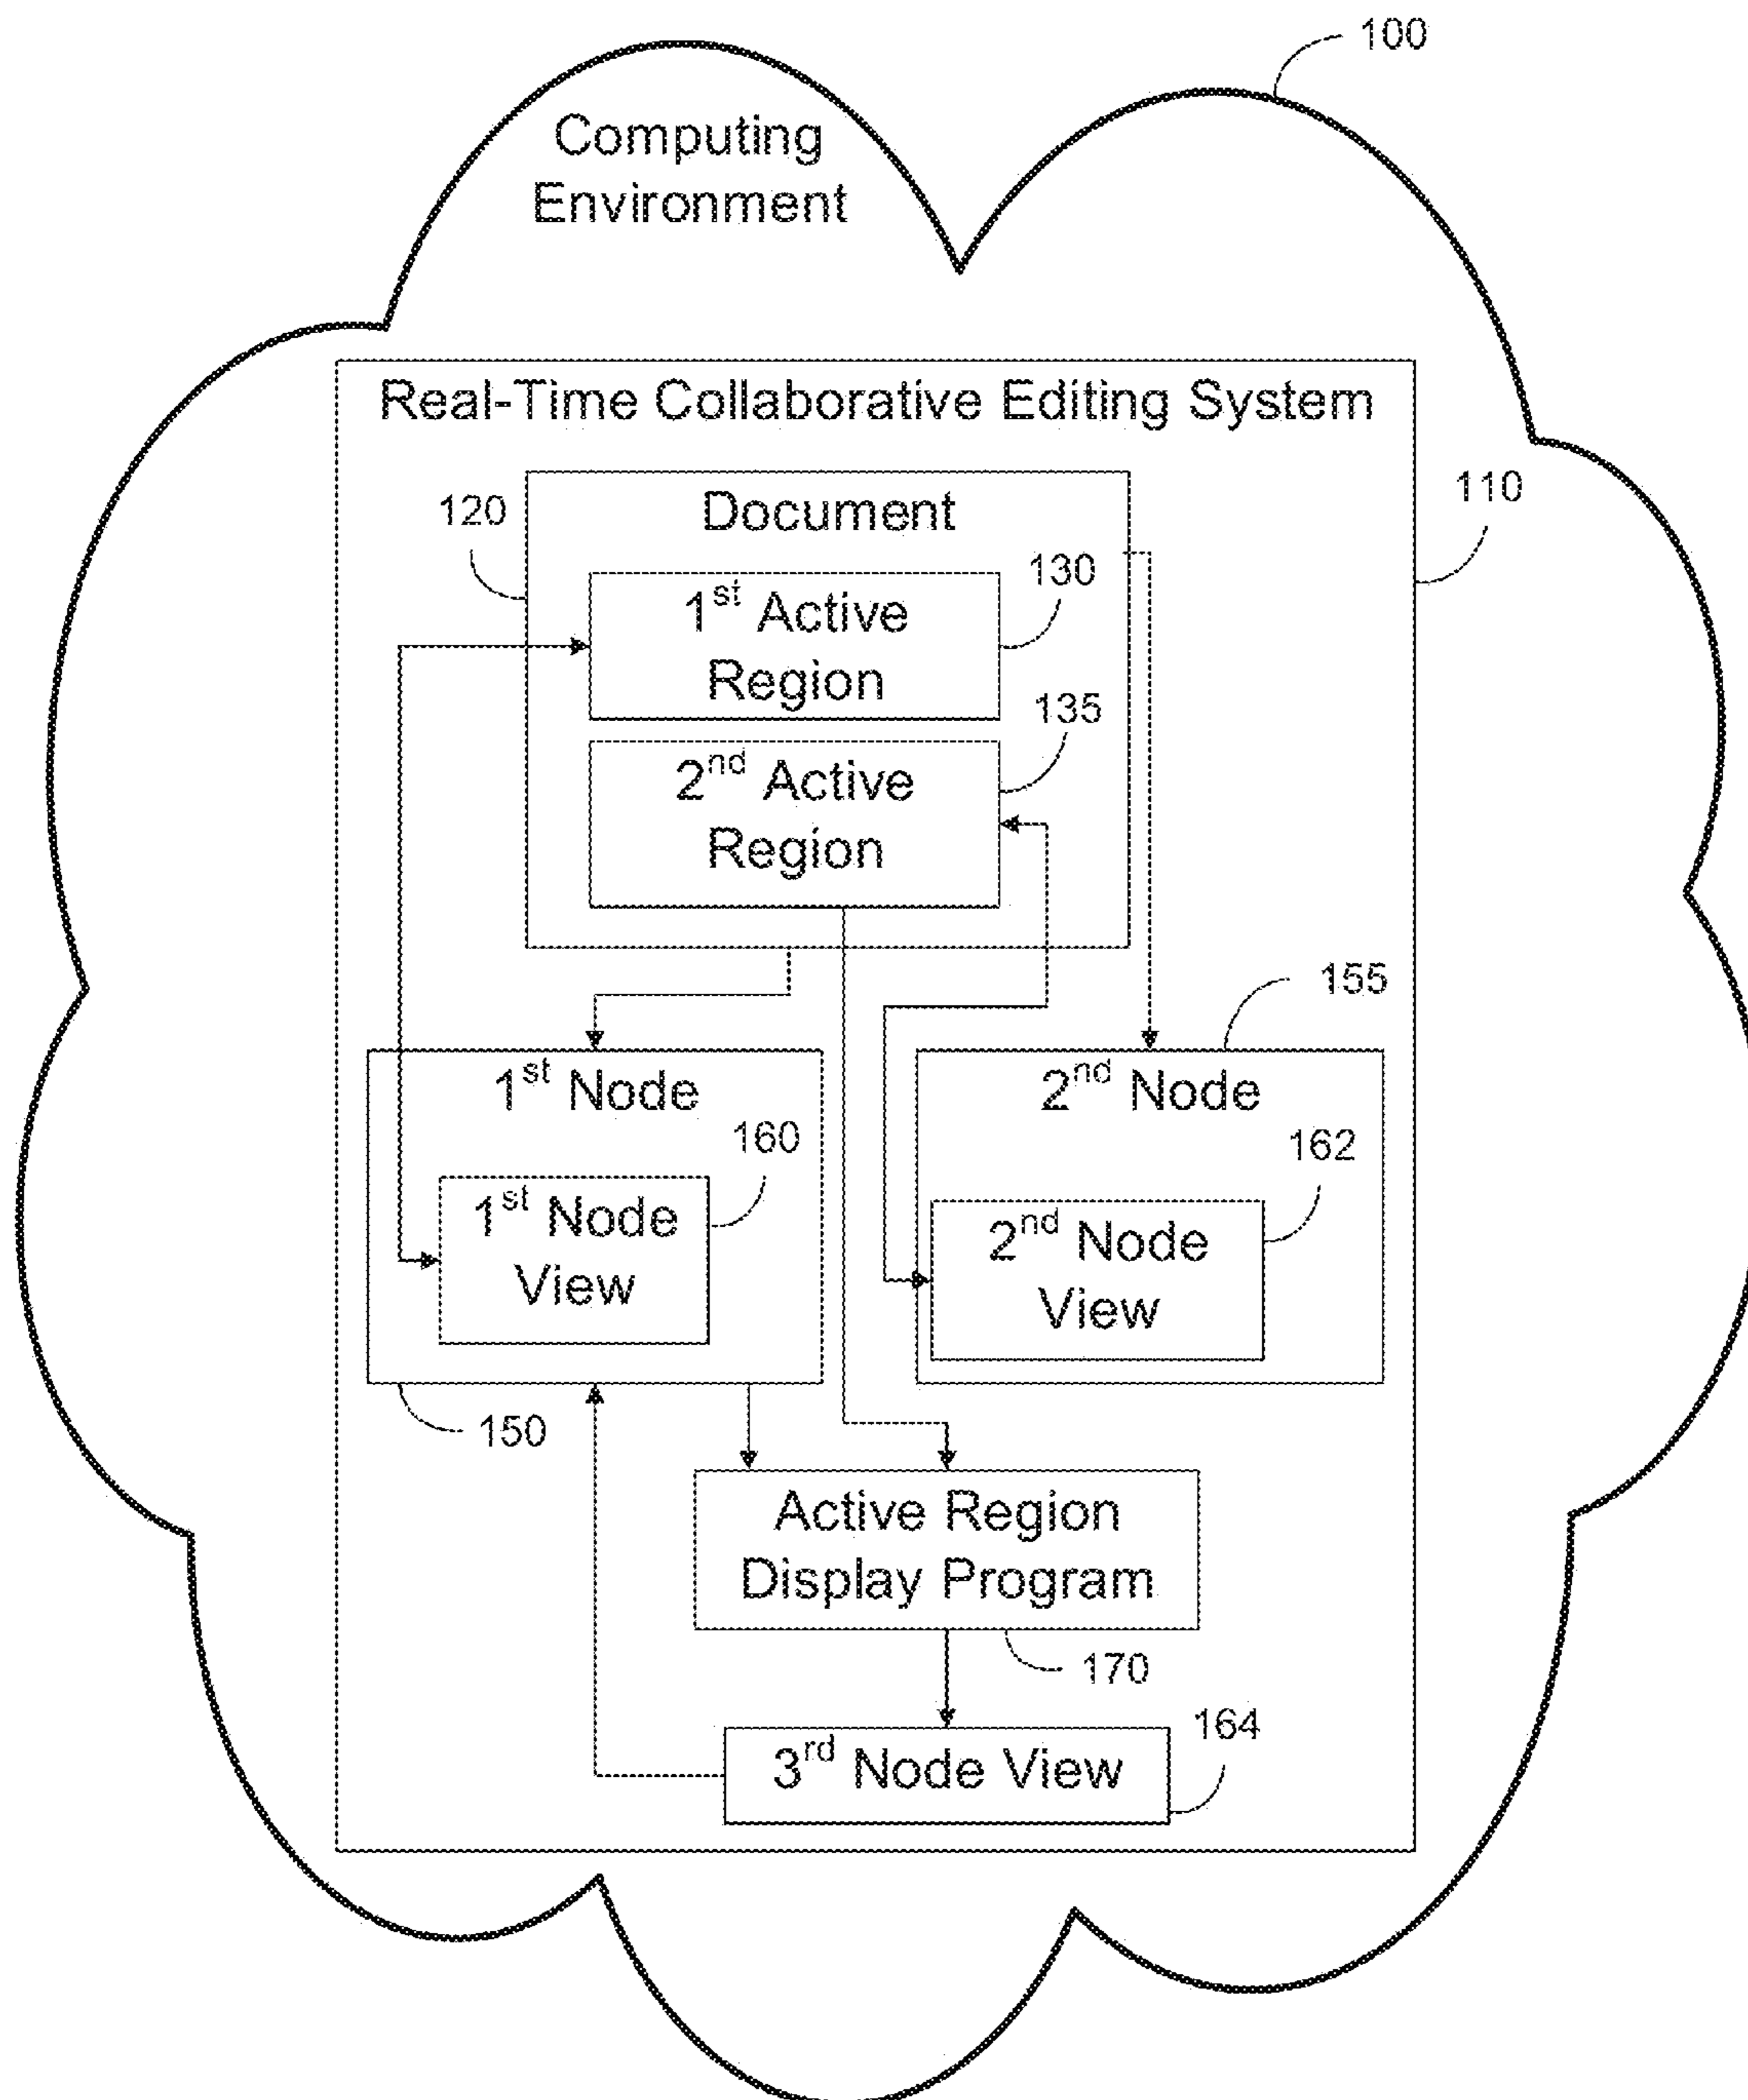 100
Computing
Environment
Real-Time Collaborative Editing System
110
120
Document
130
1st Active
Region
135
2nd Active
Region
155
1st Node
2nd Node
160
162
1st Node
View
2nd Node
View
150
Active Region
Display Program
170
164
3rd Node View